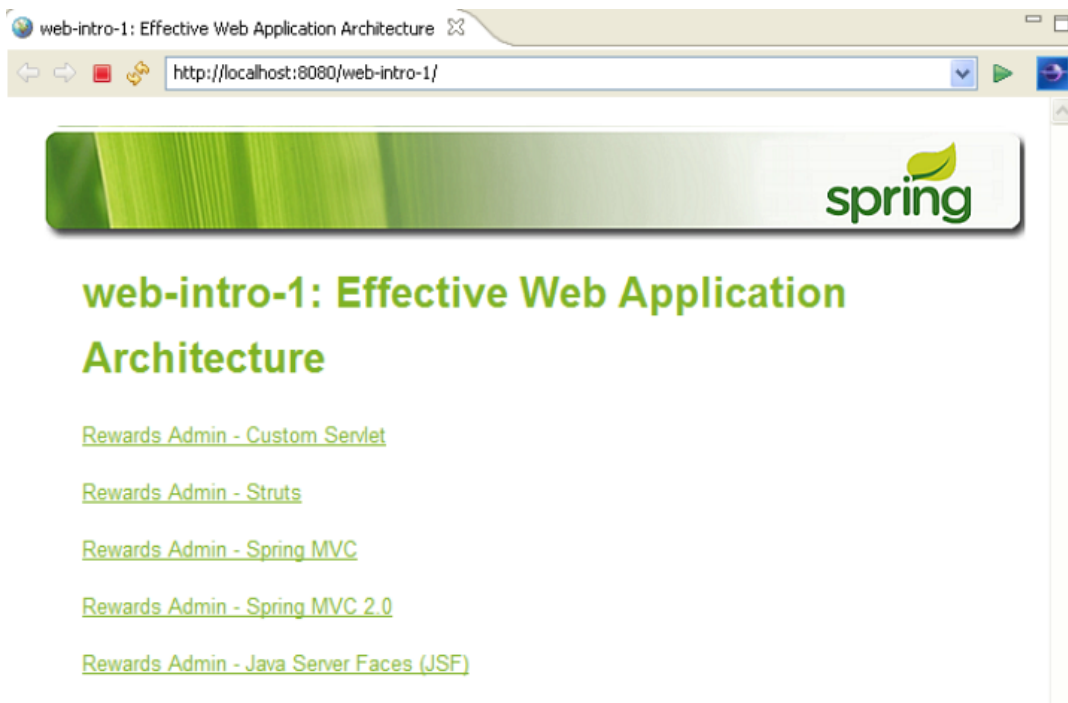 web-intro-1: Effective Web Application Architecture
http://localhost:8080/web-intro-1/
spring
web-intro-1: Effective Web Application
Architecture
Rewards Admin - Custom Servlet
Rewards Admin - Struts
Rewards Admin - Spring MVC
Rewards Admin - Spring MVC 2.0
Rewards Admin - Java Server Faces (JSF)